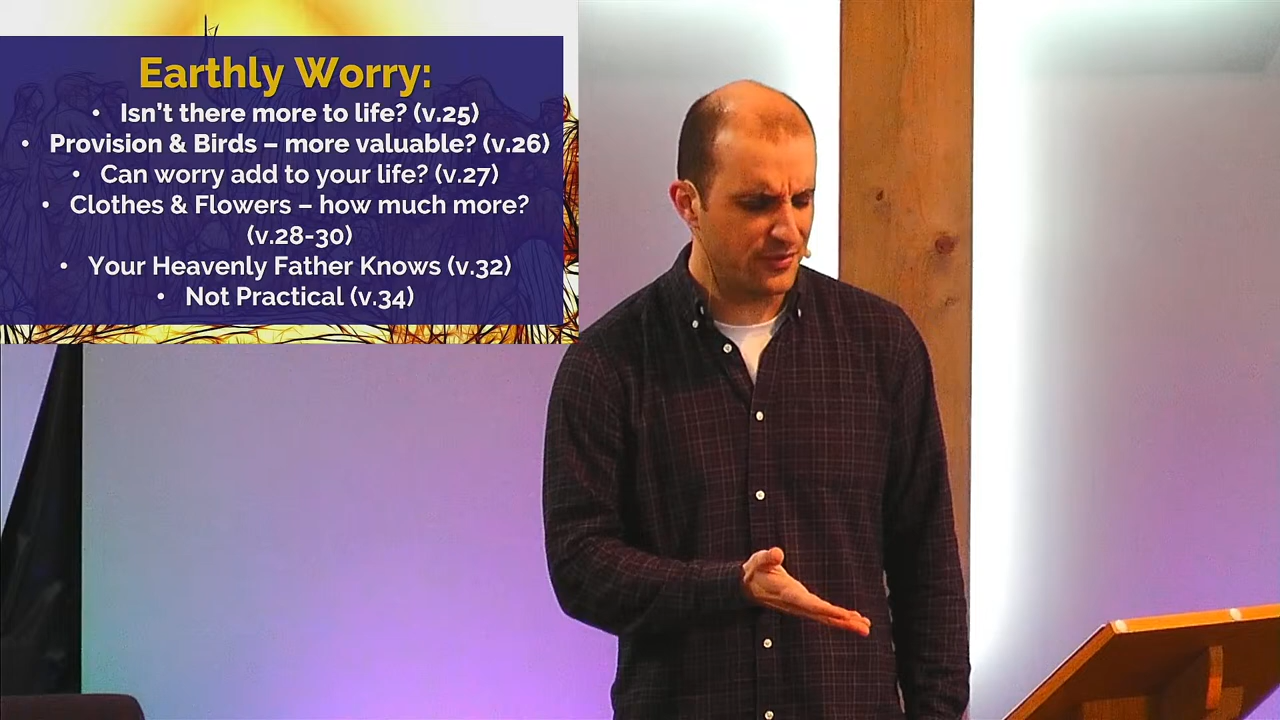 Earthly Worry:
• Isn't there more to life? (v.25)
• Provision & Birds – more valuable? (v.26)
• Can worry add to your life? (v.27)
• Clothes & Flowers – how much more?
(v.28-30)
• Your Heavenly Father Knows (v.32)
• Not Practical (v.34)